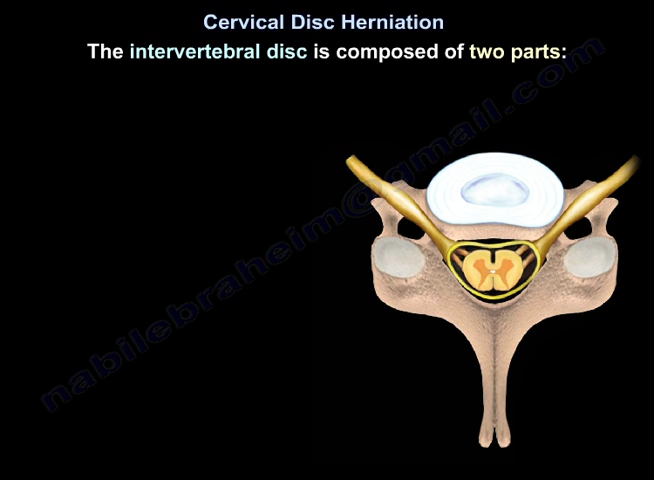 Cervical Disc Herniation
The intervertebral disc is composed of two parts:
nabilebraheim@gmail.com